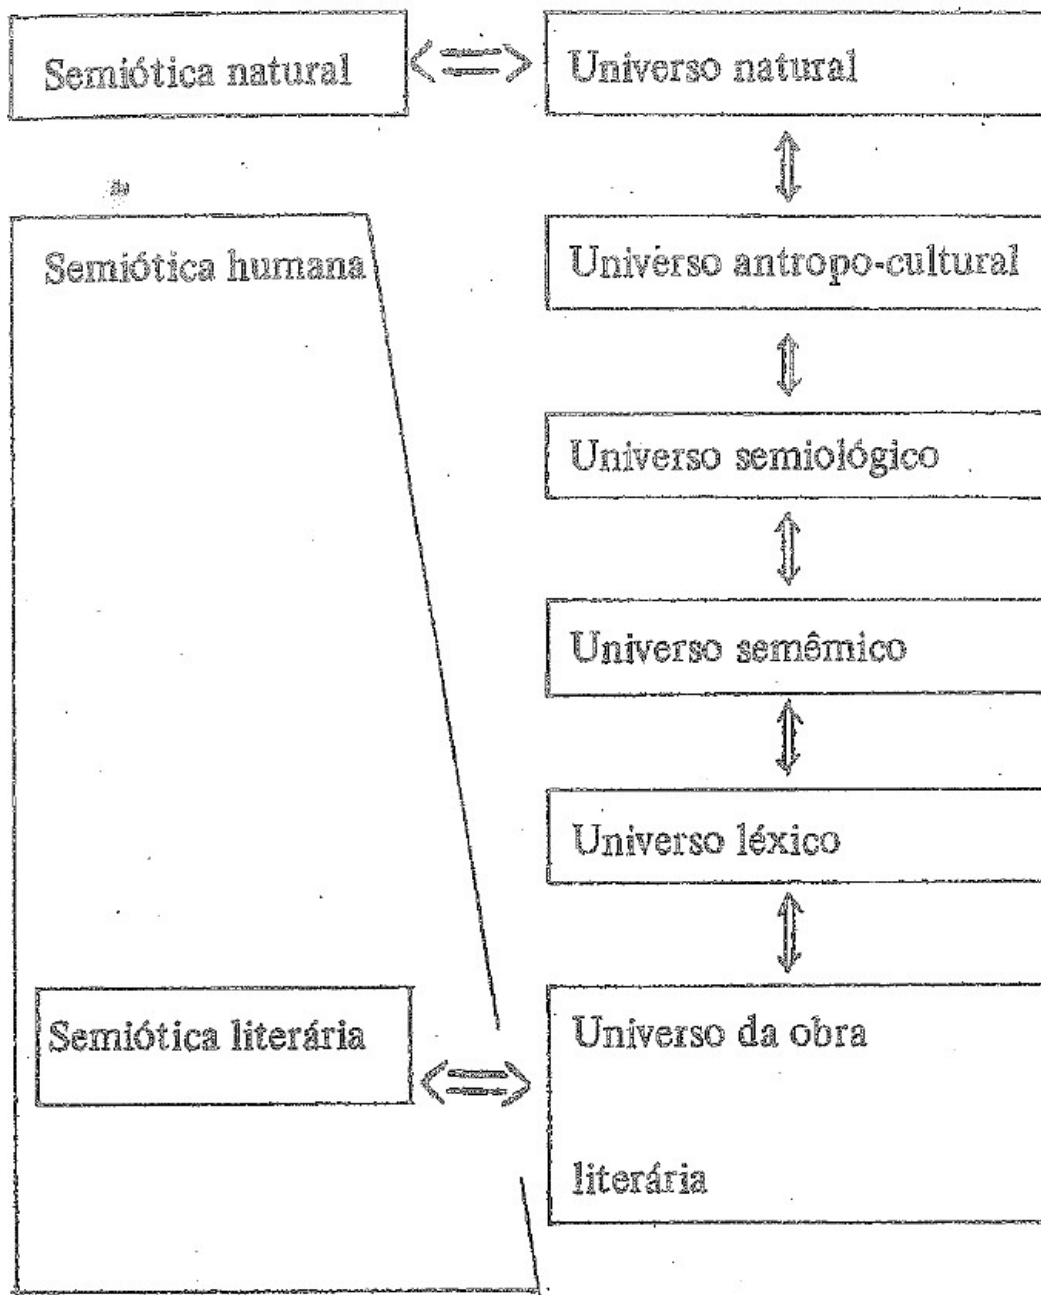 Semiótica natural
Universo natural
Semiótica humana
Universo antropo-cultural
Universo semiológico
Universo semêmico
Universo léxico
Semiótica literária
Universo da obra
literária